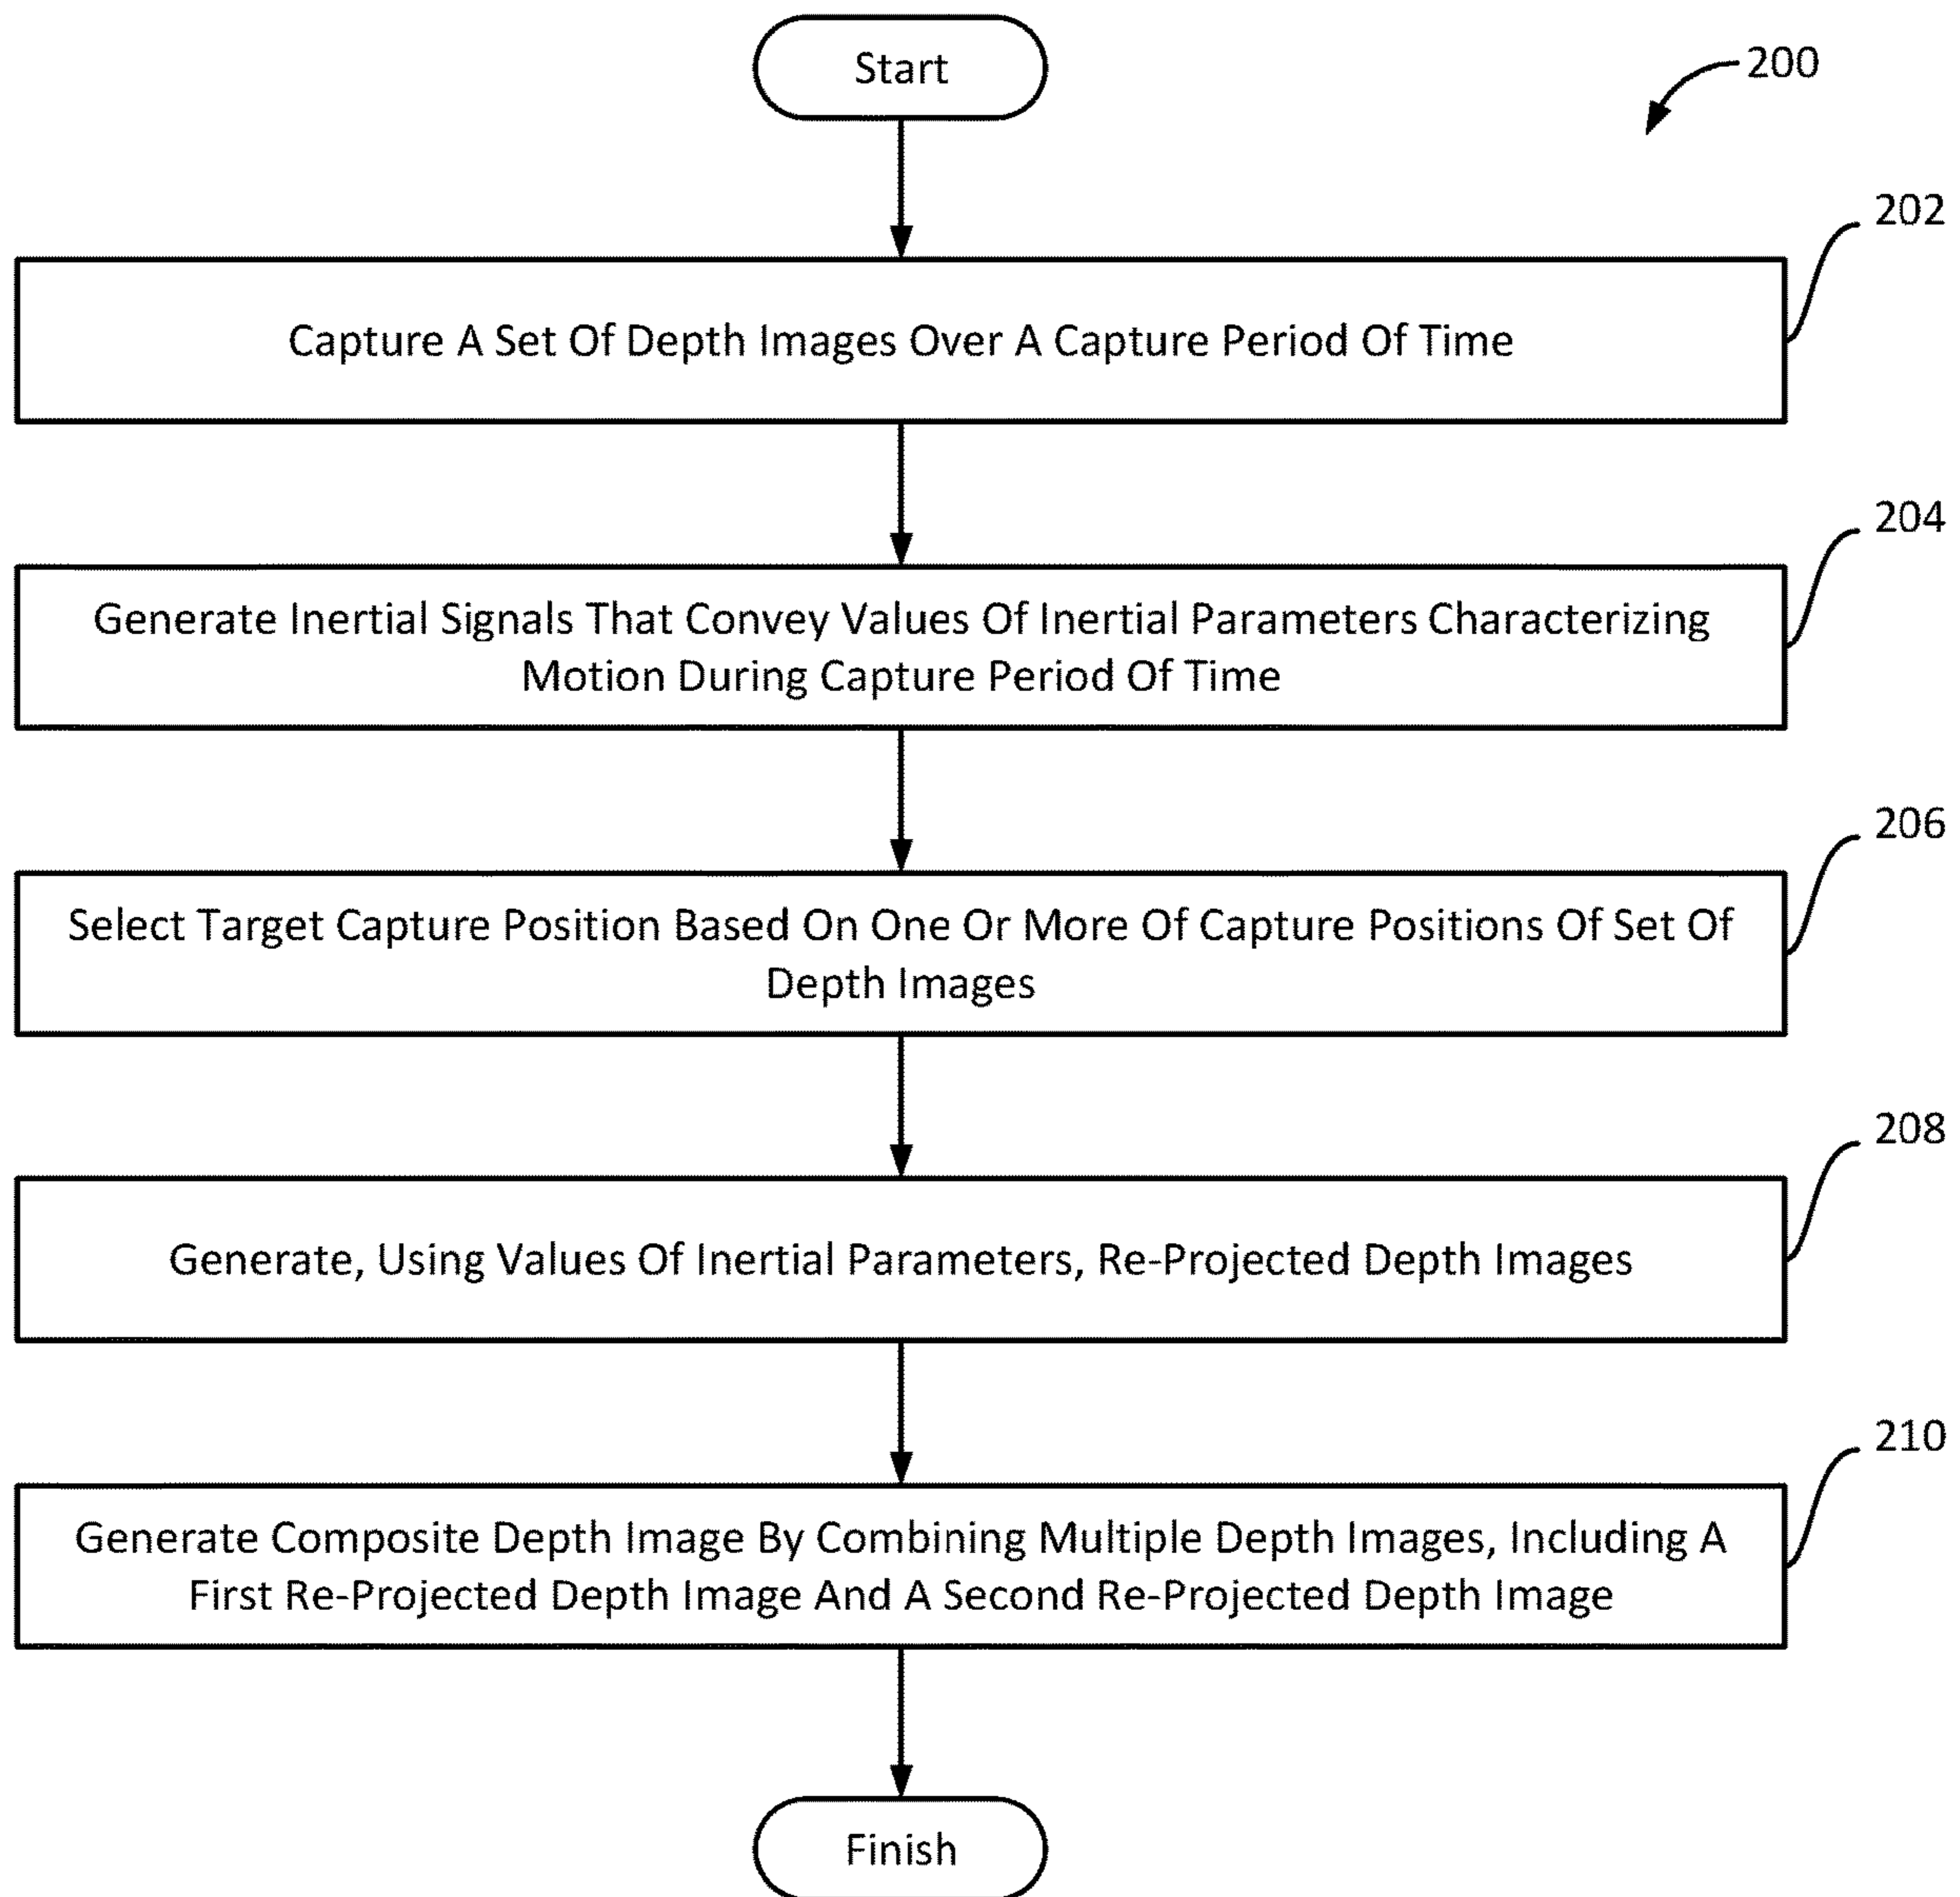 Start
200
202
Capture A Set Of Depth Images Over A Capture Period Of Time
204
Generate Inertial Signals That Convey Values Of Inertial Parameters Characterizing
Motion During Capture Period Of Time
206
Select Target Capture Position Based On One Or More Of Capture Positions Of Set Of
Depth Images
208
Generate, Using Values Of Inertial Parameters, Re-Projected Depth Images
210
Generate Composite Depth Image By Combining Multiple Depth Images, Including A
First Re-Projected Depth Image And A Second Re-Projected Depth Image
Finish